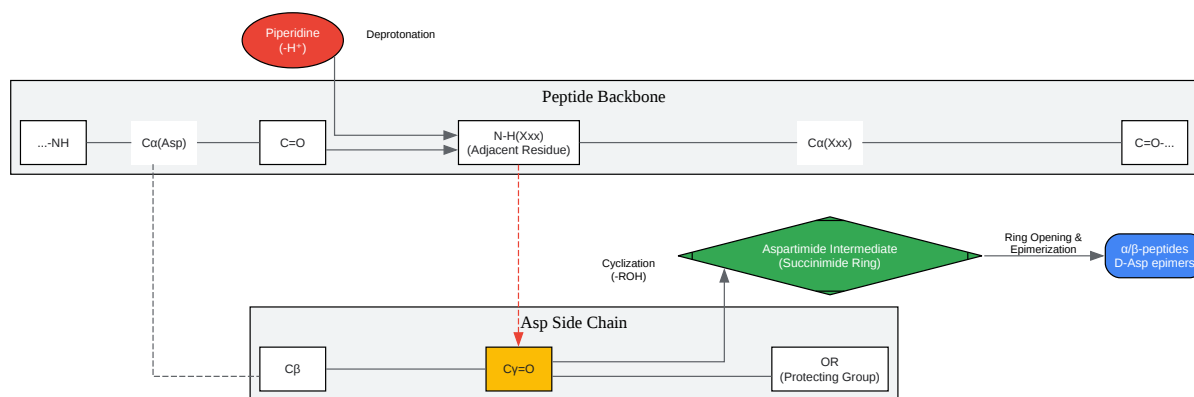 Piperidine
(-H⁺)
Deprotonation
Peptide Backbone
...-NH
Cα(Asp)
C=O
N-H(Xxx)
(Adjacent Residue)
Cα(Xxx)
C=O-...
Aspartimide Intermediate
(Succinimide Ring)
Ring Opening &
Epimerization
α/β-peptides
D-Asp epimers
Cyclization
(-ROH)
Asp Side Chain
Cβ
Cγ=O
OR
(Protecting Group)